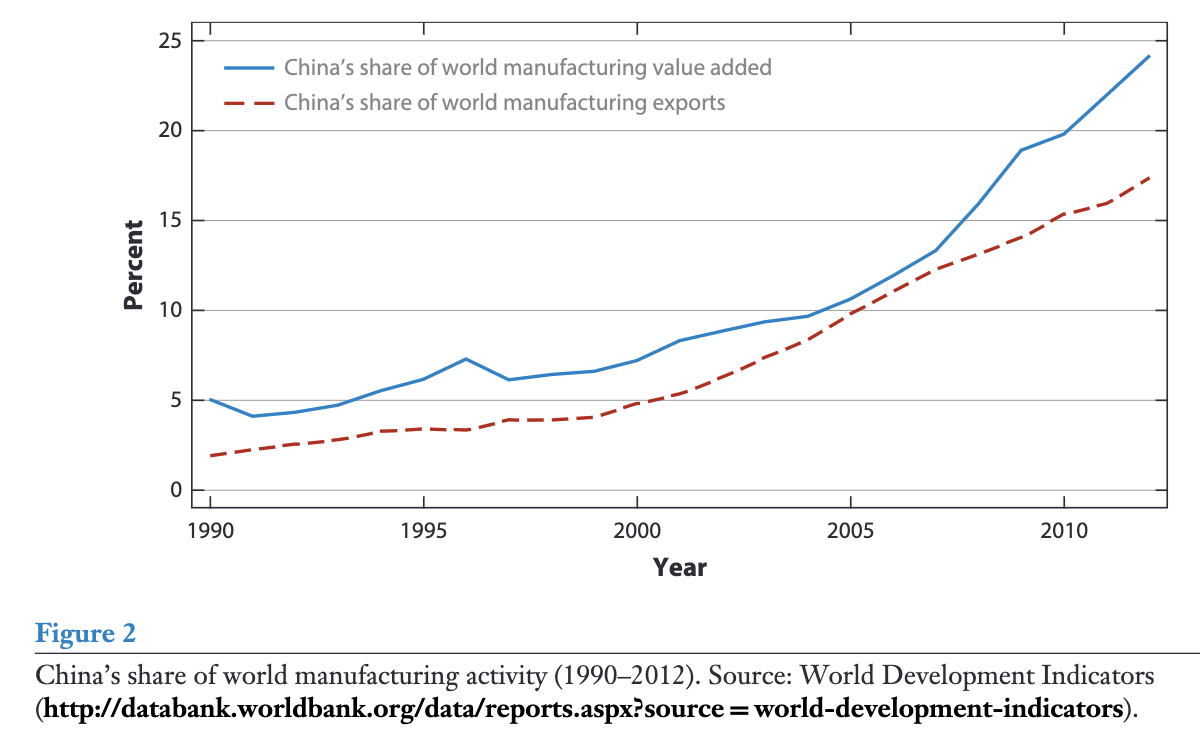 25
20
15
10
5
0
Percent
China’s share of world manufacturing value added
China’s share of world manufacturing exports
1990 1995 2000 2005 2010
Year
Figure 2
China’s share of world manufacturing activity (1990–2012). Source: World Development Indicators
(http://databank.worldbank.org/data/reports.aspx?source = world-development-indicators).